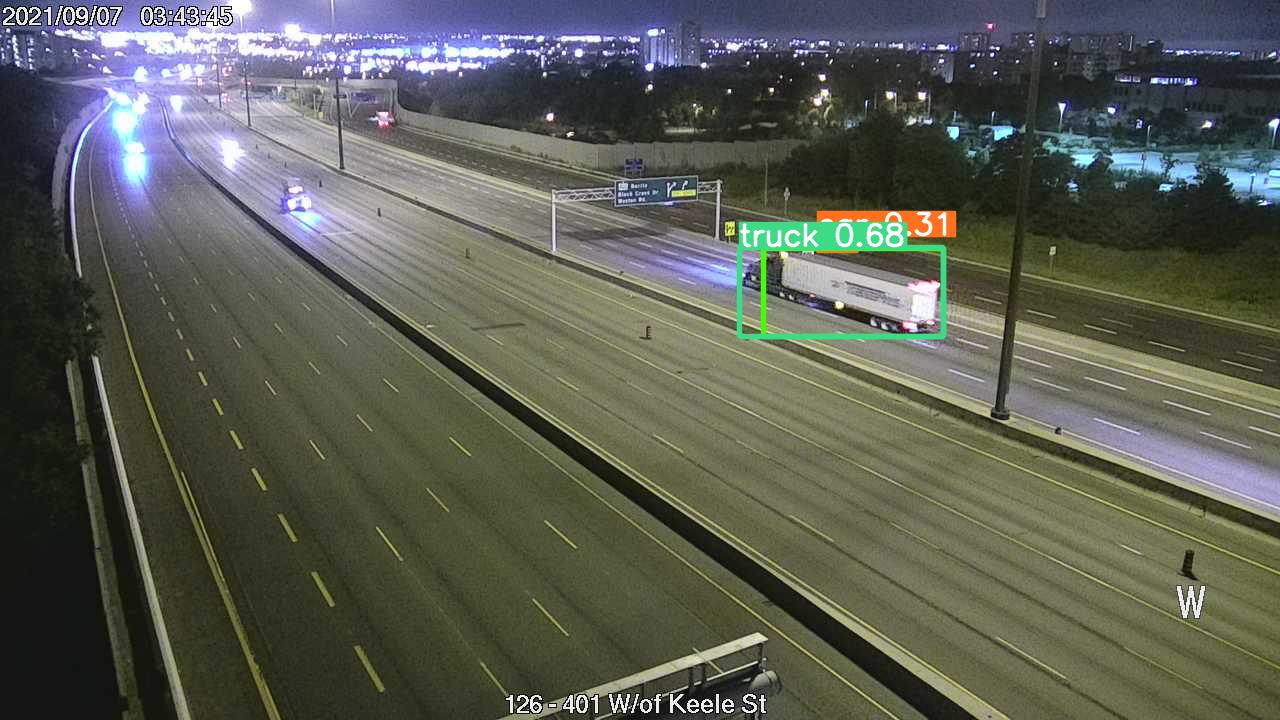 2021/09/07 03:43:45
car 0.31
truck 0.68
Black Creek Dr
Weston Rd.
W
126 - 401 W/of Keele St